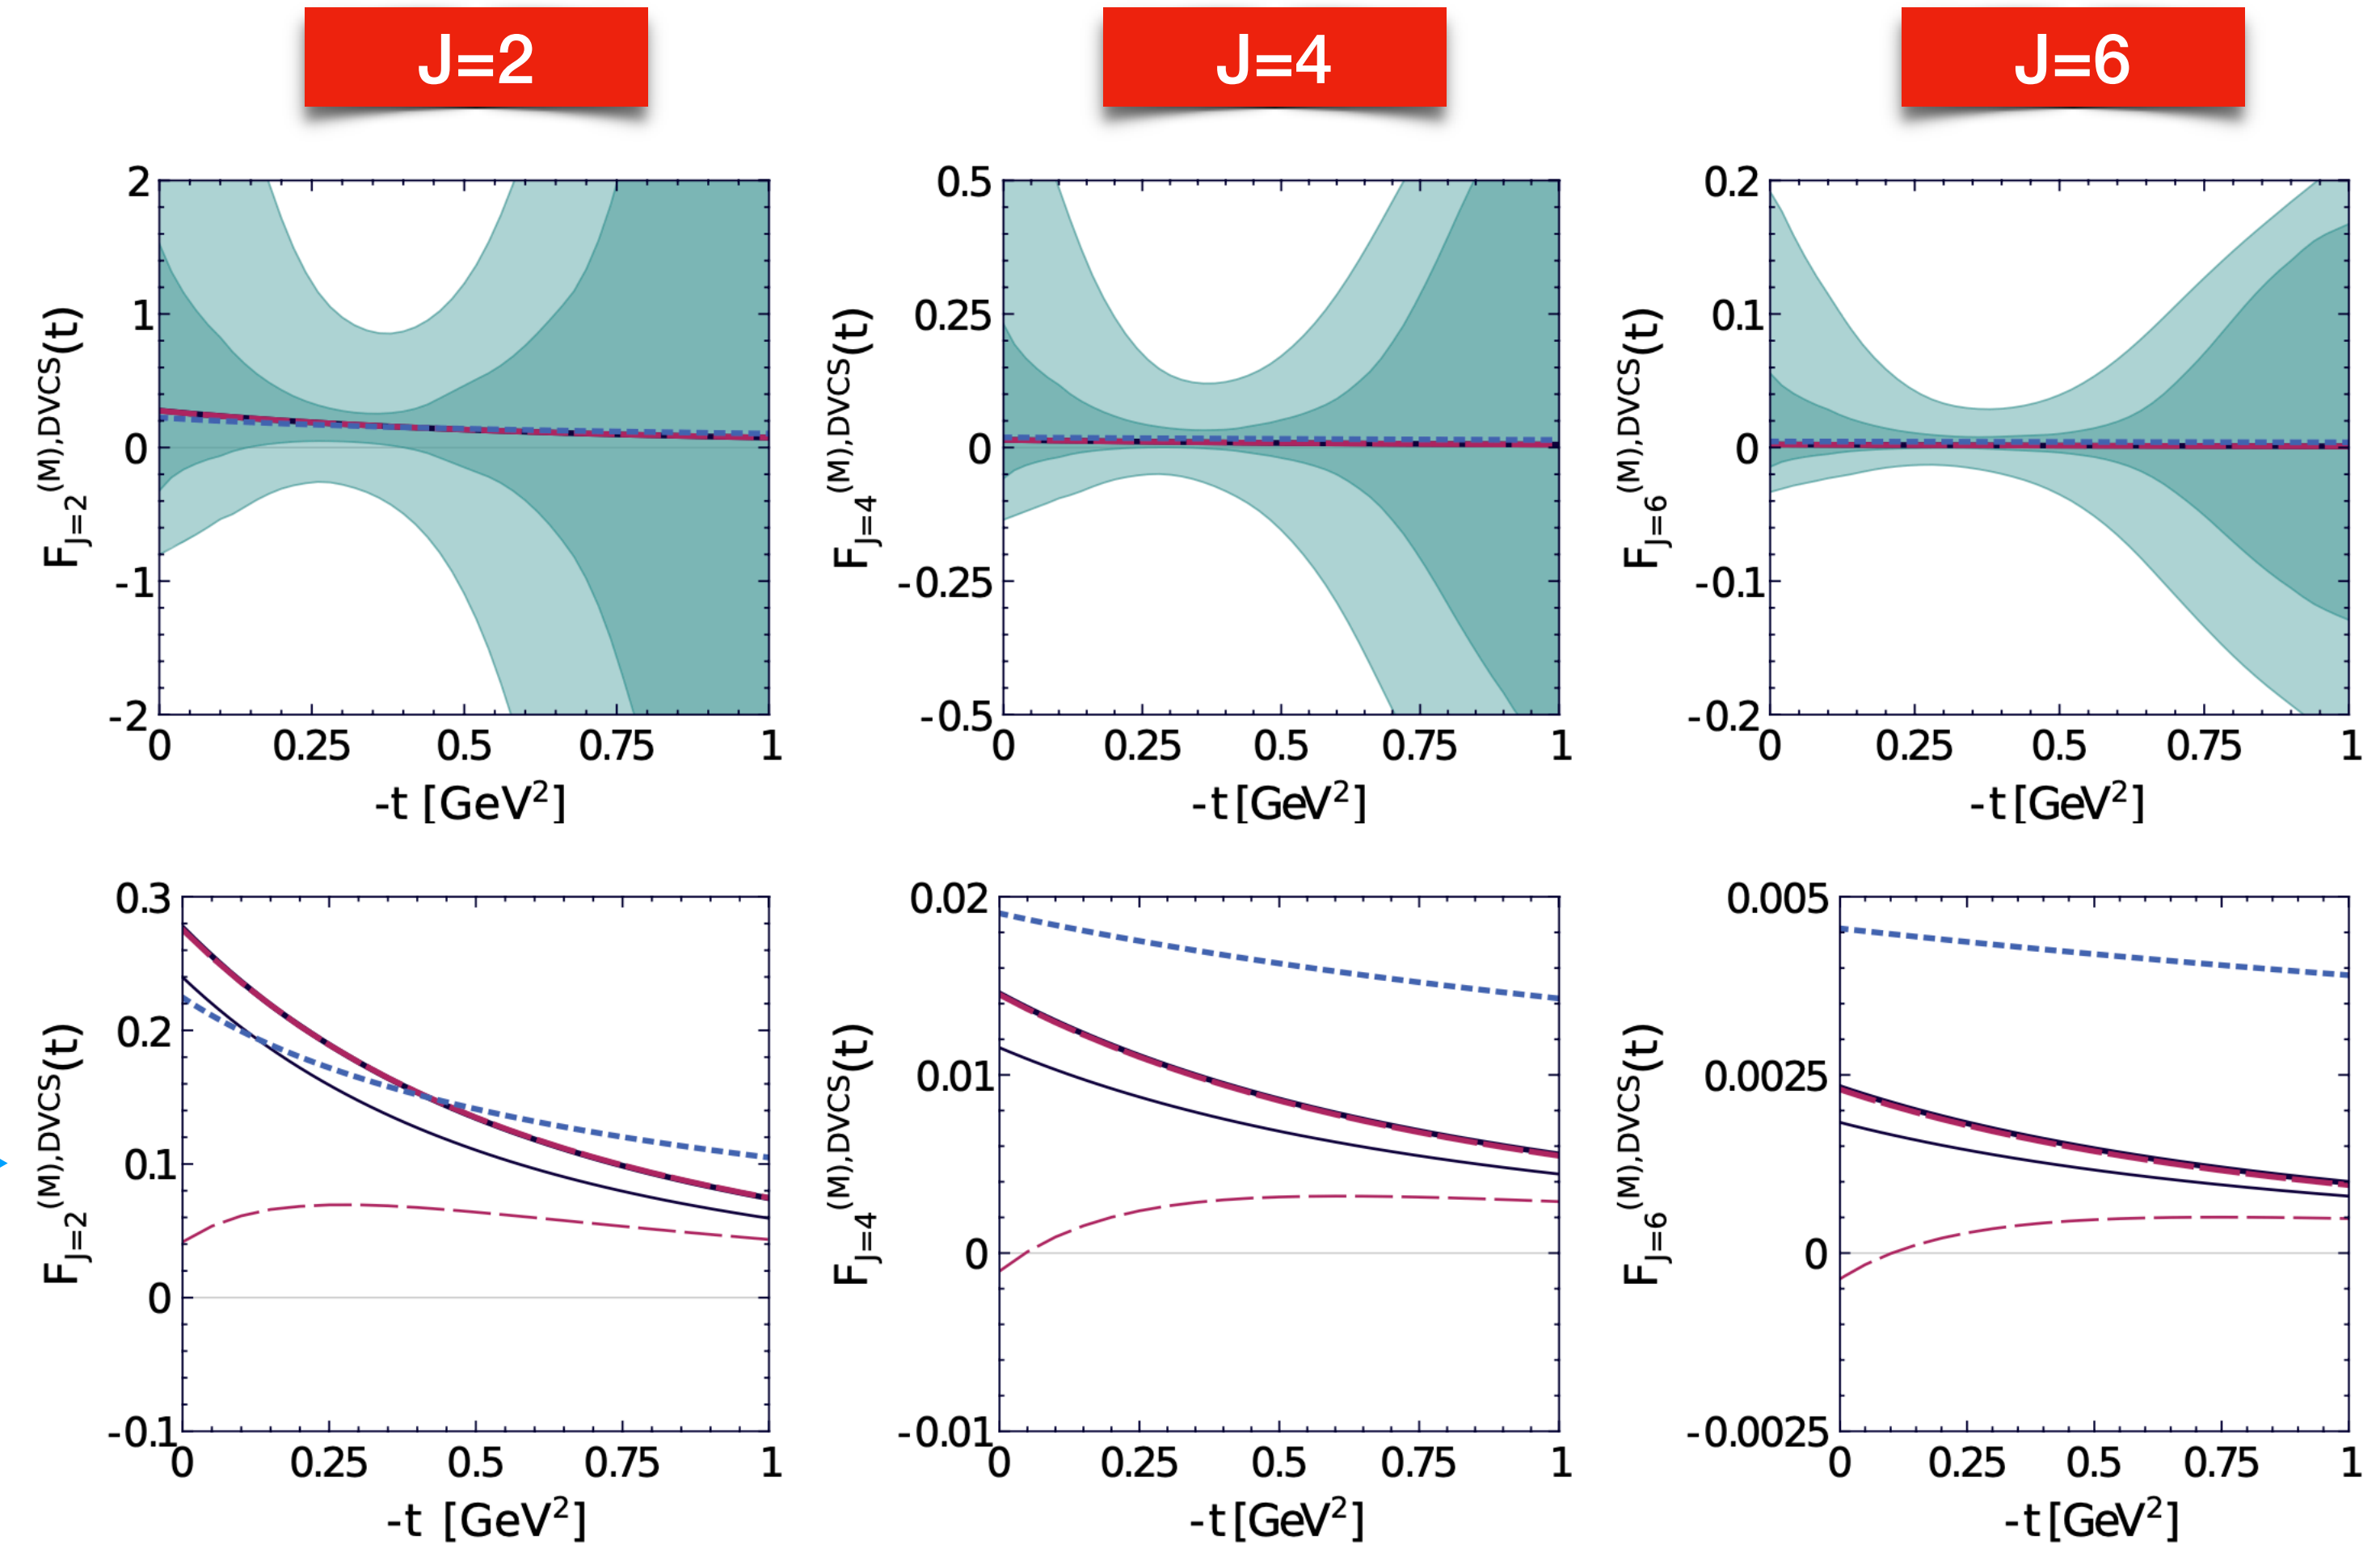 J=2
J=4
J=6
F_{J=2}^{(M),DVCS}(t)
2
1
0
-1
-2
0 0.25 0.5 0.75 1
-t [GeV²]
F_{J=4}^{(M),DVCS}(t)
0.5
0.25
0
-0.25
-0.5
0 0.25 0.5 0.75 1
-t [GeV²]
F_{J=6}^{(M),DVCS}(t)
0.2
0.1
0
-0.1
-0.2
0 0.25 0.5 0.75 1
-t [GeV²]
F_{J=2}^{(M),DVCS}(t)
0.3
0.2
0.1
0
-0.1
0 0.25 0.5 0.75 1
-t [GeV²]
F_{J=4}^{(M),DVCS}(t)
0.02
0.01
0
-0.01
0 0.25 0.5 0.75 1
-t [GeV²]
F_{J=6}^{(M),DVCS}(t)
0.005
0.0025
0
-0.0025
0 0.25 0.5 0.75 1
-t [GeV²]